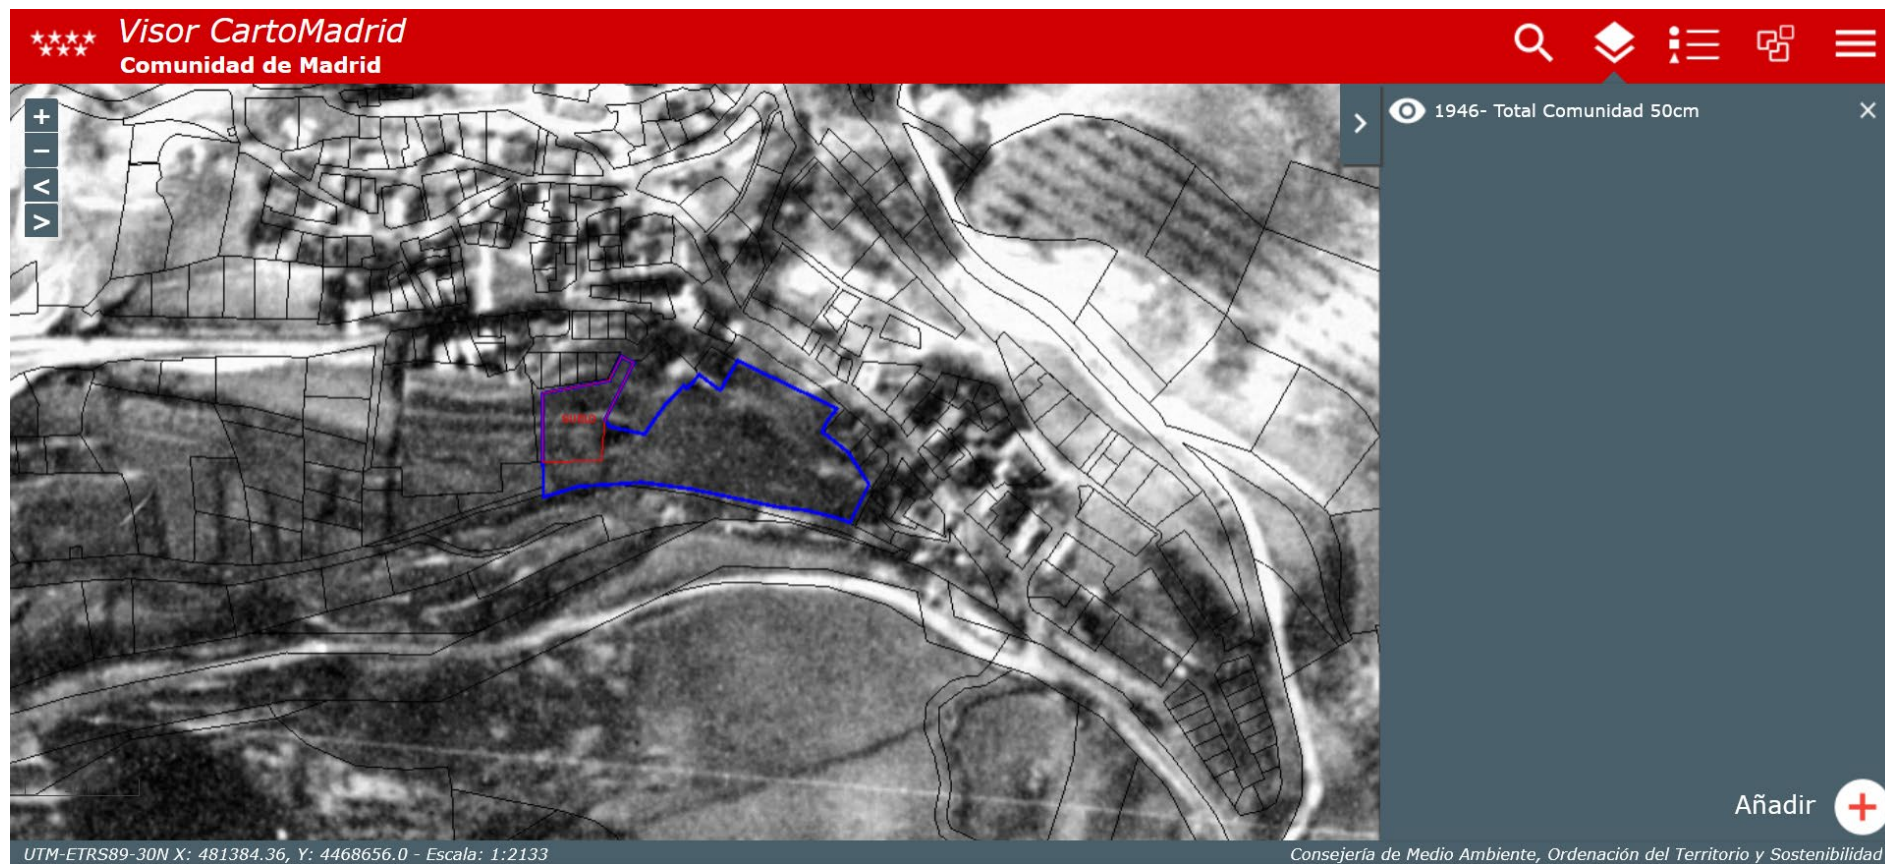 Visor CartoMadrid
Comunidad de Madrid
+
−
<
>
>
1946- Total Comunidad 50cm
×
Añadir
+
UTM-ETRS89-30N X: 481384.36, Y: 4468656.0 - Escala: 1:2133
Consejería de Medio Ambiente, Ordenación del Territorio y Sostenibilidad